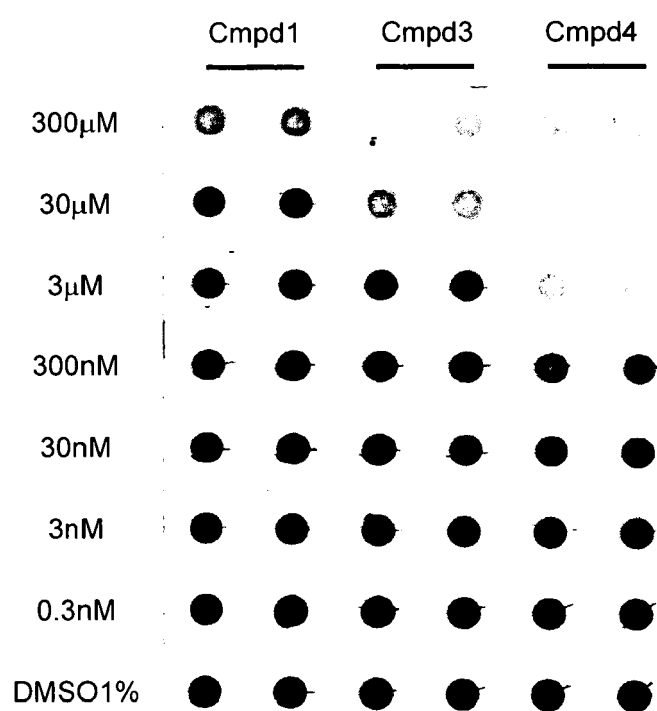 Cmpd1 Cmpd3 Cmpd4
300μM
30μM
3μM
300nM
30nM
3nM
0.3nM
DMSO1%